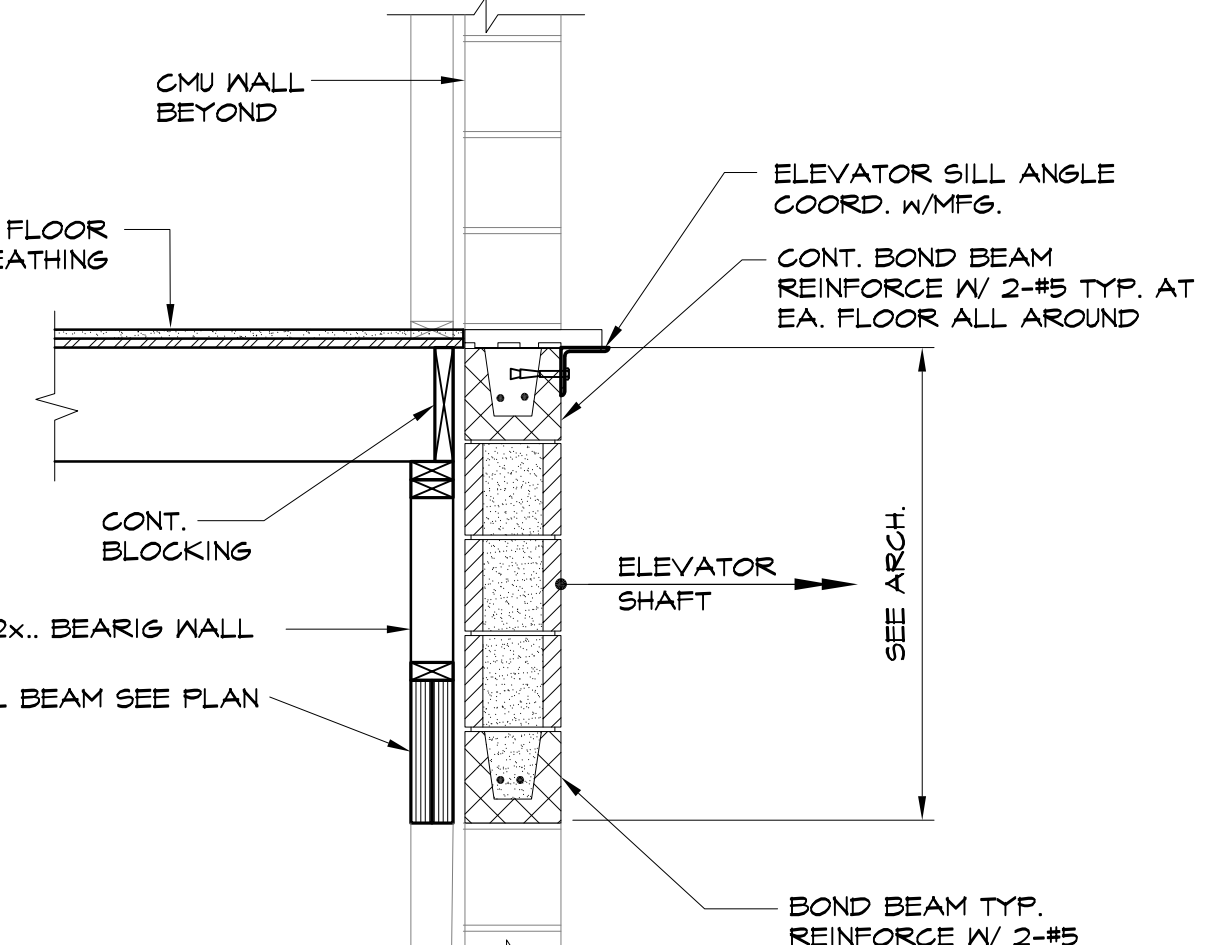 CMU WALL
BEYOND
ELEVATOR SILL ANGLE
COORD. W/MFG.
FLOOR
EATHING
CONT. BOND BEAM
REINFORCE W/ 2-#5 TYP. AT
EA. FLOOR ALL AROUND
CONT.
BLOCKING
ELEVATOR
SHAFT
SEE ARCH.
2x.. BEARIG WALL
L BEAM SEE PLAN
BOND BEAM TYP.
REINFORCE W/ 2-#5